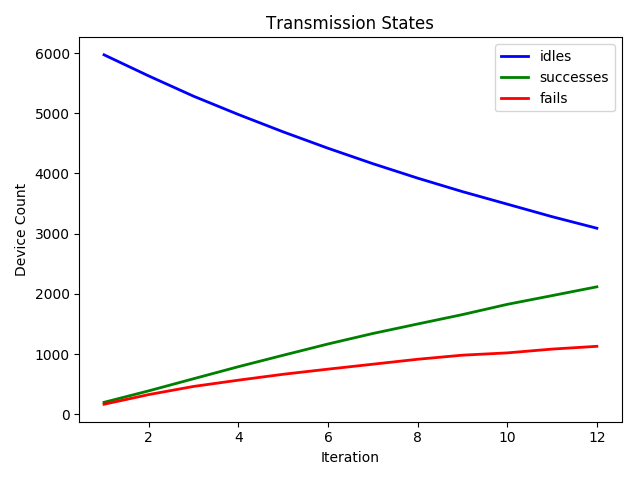 Transmission States
idles
successes
fails
6000
5000
4000
3000
2000
1000
0
Device Count
2 4 6 8 10 12
Iteration